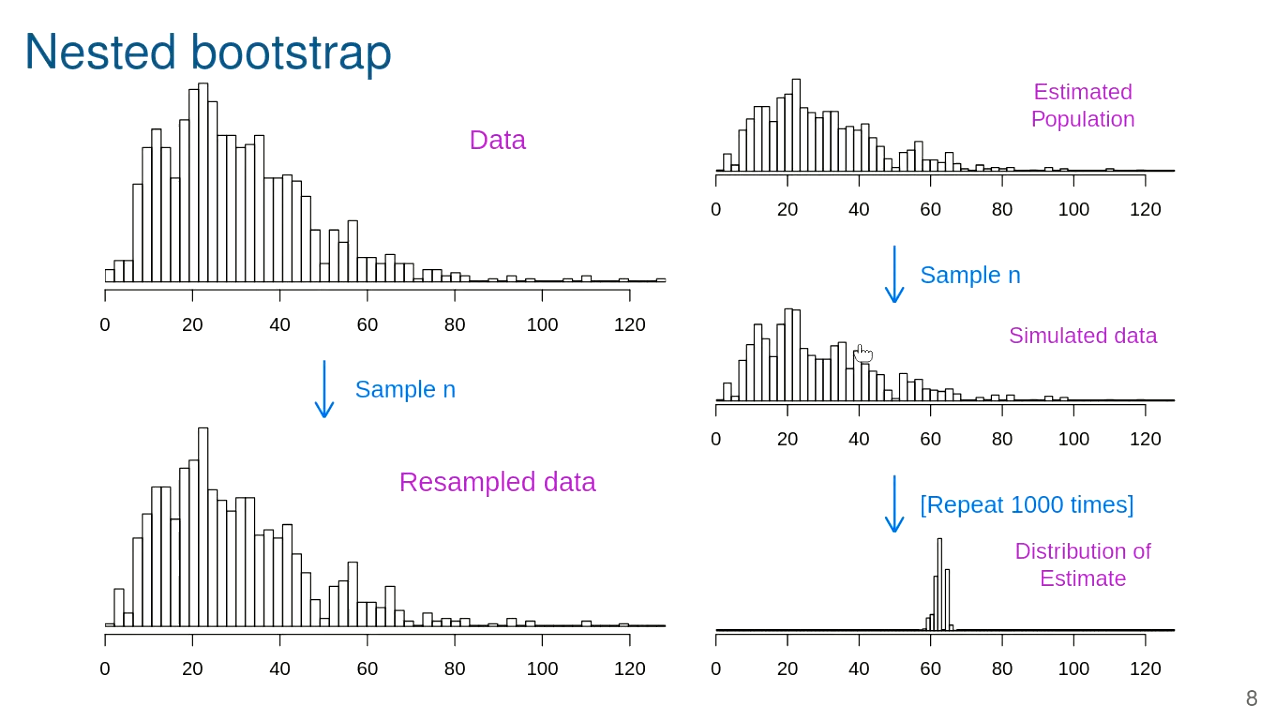 Nested bootstrap
Data
0 20 40 60 80 100 120
Sample n
Resampled data
0 20 40 60 80 100 120
Estimated
Population
0 20 40 60 80 100 120
Sample n
Simulated data
0 20 40 60 80 100 120
[Repeat 1000 times]
Distribution of
Estimate
0 20 40 60 80 100 120
8